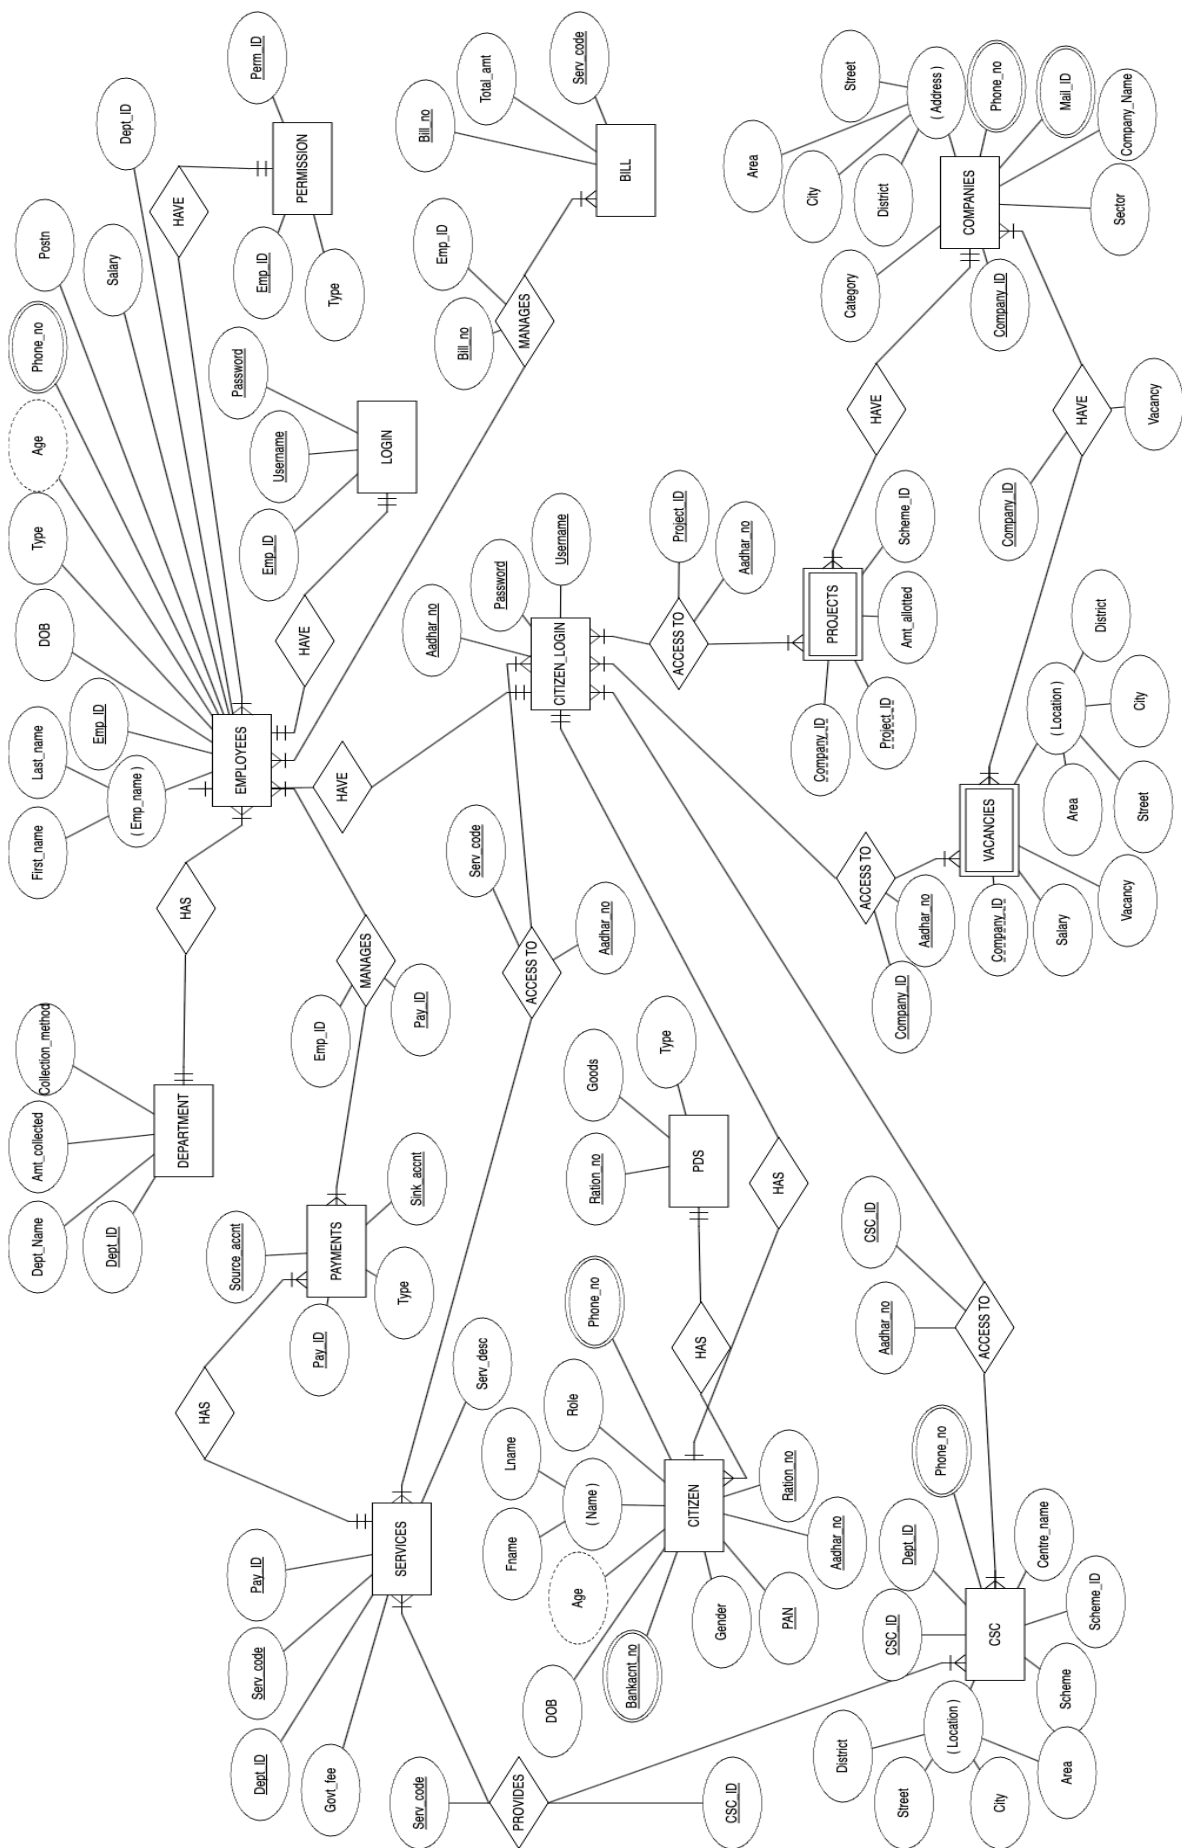 First_name
Last_name
( Emp_name )
Emp_ID
DOB
Type
Age
Phone_no
Postn
Salary
Dept_ID
EMPLOYEES
HAVE
PERMISSION
Perm_ID
Emp_ID
Type
HAVE
LOGIN
Emp_ID
Username
Password
MANAGES
Bill_no
Emp_ID
BILL
Bill_no
Total_amt
Serv_code
HAS
DEPARTMENT
Dept_ID
Dept_Name
Amt_collected
Collection_method
MANAGES
Emp_ID
Pay_ID
PAYMENTS
Source_accnt
Sink_accnt
Pay_ID
Type
HAS
SERVICES
Pay_ID
Serv_code
Dept_ID
Govt_fee
Serv_desc
HAVE
CITIZEN_LOGIN
Aadhar_no
Password
Username
ACCESS TO
Serv_code
Aadhar_no
PROVIDES
Serv_code
CSC_ID
HAS
CITIZEN
DOB
Age
Fname
Lname
( Name )
Role
Phone_no
Bankacnt_no
Gender
PAN
Aadhar_no
Ration_no
HAS
PDS
Ration_no
Goods
Type
ACCESS TO
Aadhar_no
CSC_ID
CSC
CSC_ID
Dept_ID
Phone_no
Centre_name
Scheme_ID
Scheme
( Location )
District
Street
City
Area
ACCESS TO
Project_ID
Aadhar_no
PROJECTS
Company_ID
Project_ID
Amt_allotted
Scheme_ID
HAVE
COMPANIES
Category
Company_ID
Sector
Company_Name
Mail_ID
Phone_no
( Address )
Street
Area
City
District
HAVE
Company_ID
Vacancy
ACCESS TO
Company_ID
Aadhar_no
VACANCIES
Company_ID
Salary
Vacancy
( Location )
Area
Street
City
District